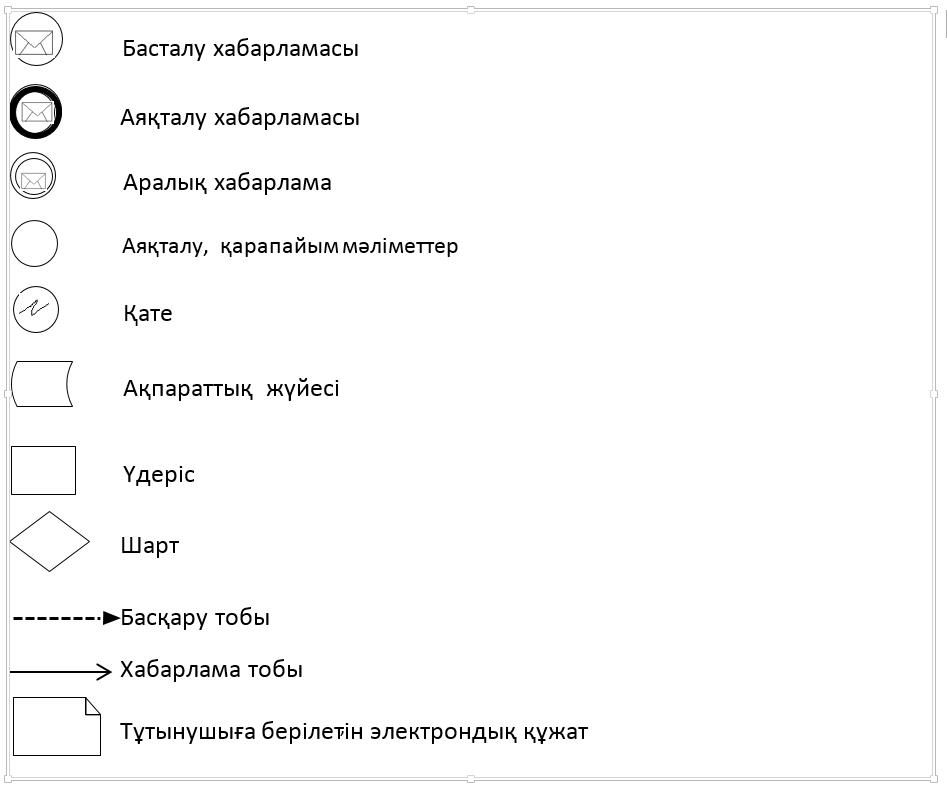 Басталу хабарламасы
Аяқталу хабарламасы
Аралық хабарлама
Аяқталу, қарапайым мәліметтер
Қате
Ақпараттық жүйесі
Үдеріс
Шарт
Басқару тобы
Хабарлама тобы
Тұтынушыға берілетін электрондық құжат